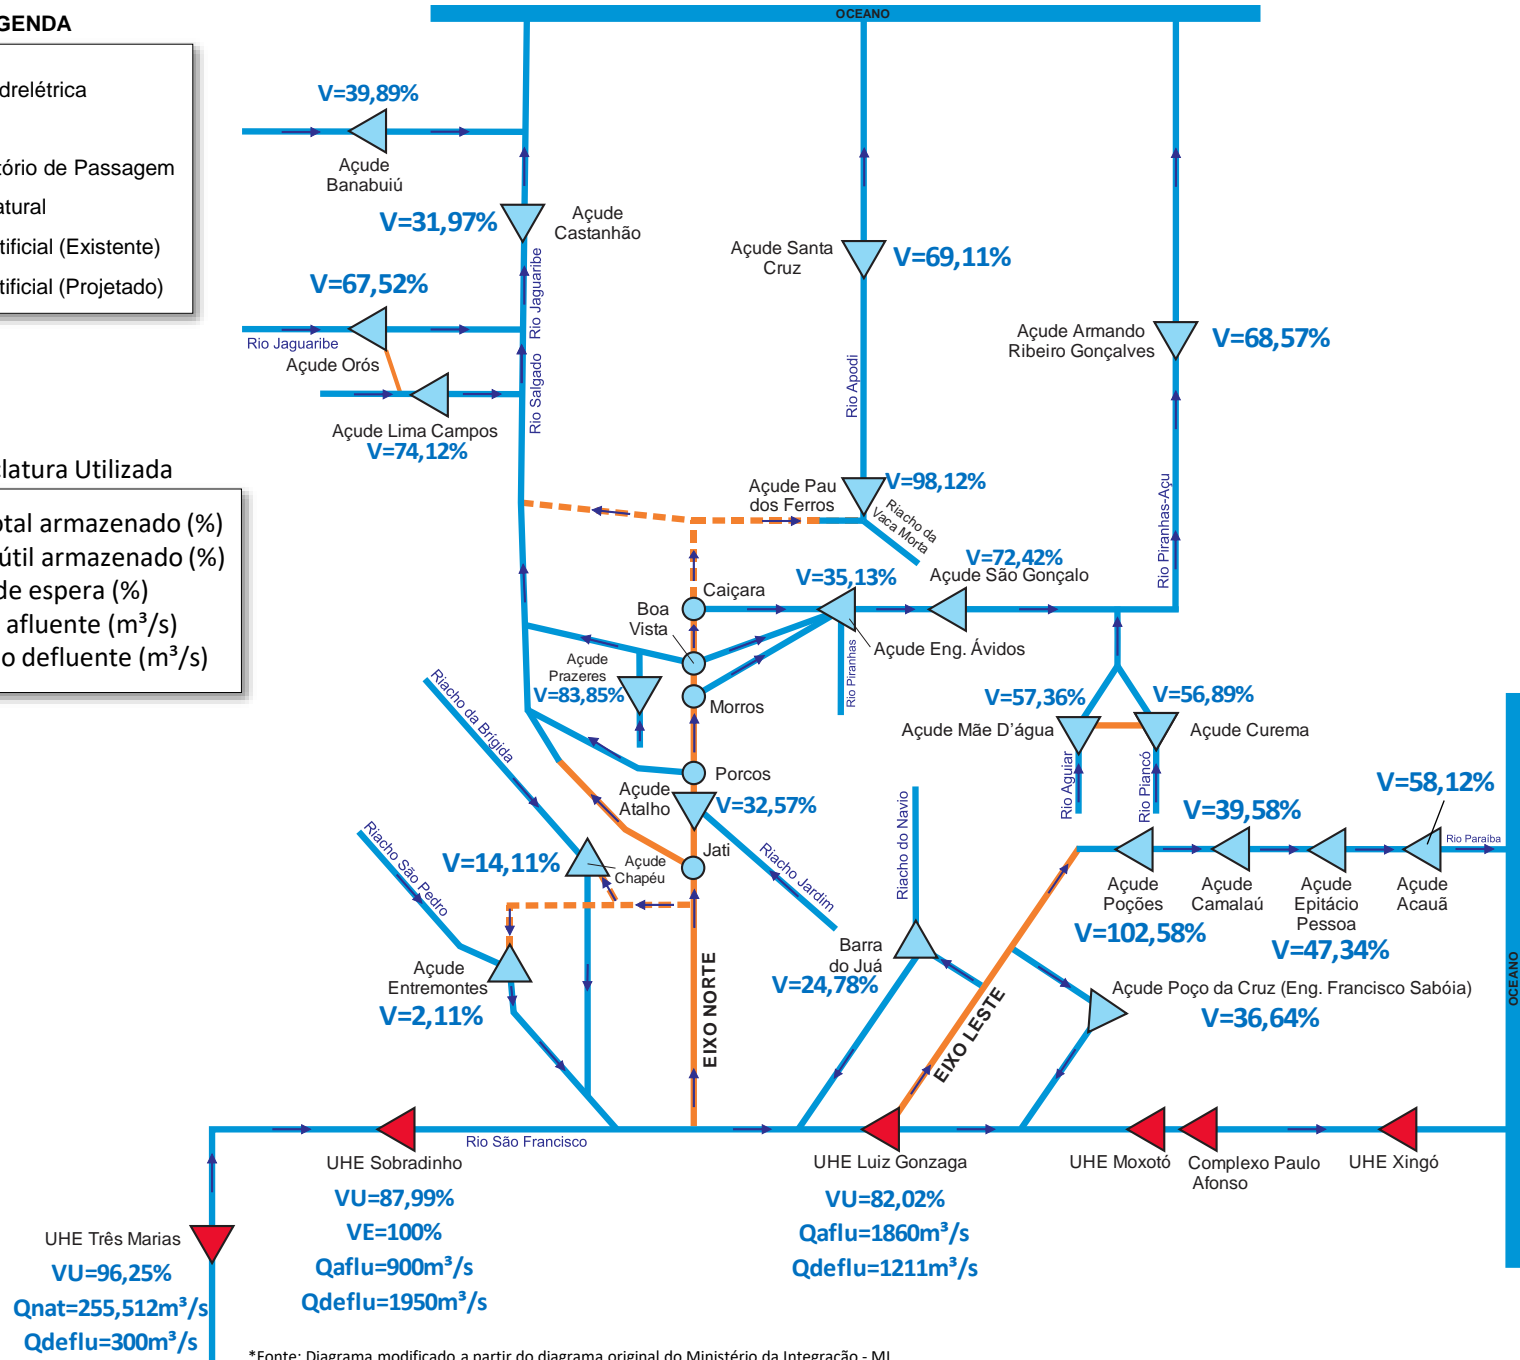 OCEANO
GENDA
drelétrica
tório de Passagem
atural
tificial (Existente)
tificial (Projetado)
V=39,89%
Açude
Banabuiú
V=31,97%
Açude
Castanhão
Rio Jaguaribe
V=67,52%
Rio Jaguaribe
Açude Orós
Rio Salgado
Açude Lima Campos
V=74,12%
Açude Santa
Cruz
V=69,11%
Rio Apodi
Açude Armando
Ribeiro Gonçalves
V=68,57%
Rio Piranhas-Açu
clatura Utilizada
otal armazenado (%)
útil armazenado (%)
de espera (%)
afluente (m³/s)
o defluente (m³/s)
Açude Pau
dos Ferros
V=98,12%
Riacho da
Vaca Morta
V=72,42%
Açude São Gonçalo
V=35,13%
Caiçara
Boa
Vista
Açude Eng. Ávidos
Rio Piranhas
Açude
Prazeres
V=83,85%
Morros
V=57,36%
V=56,89%
Açude Mãe D'água
Açude Curema
Rio Aguiar
Rio Piancó
Riacho da Brígida
Porcos
Açude
Atalho
V=32,57%
Jati
Riacho Jardim
Riacho São Pedro
V=14,11%
Açude
Chapéu
Riacho do Navio
V=58,12%
V=39,58%
Rio Paraíba
Açude
Poções
V=102,58%
Açude
Camalaú
Açude
Epitácio
Pessoa
V=47,34%
Açude
Acauã
Açude
Entremontes
V=2,11%
Barra
do Juá
V=24,78%
EIXO NORTE
EIXO LESTE
Açude Poço da Cruz (Eng. Francisco Sabóia)
V=36,64%
OCEANO
Rio São Francisco
UHE Sobradinho
VU=87,99%
VE=100%
Qaflu=900m³/s
Qdeflu=1950m³/s
UHE Luiz Gonzaga
VU=82,02%
Qaflu=1860m³/s
Qdeflu=1211m³/s
UHE Moxotó
Complexo Paulo
Afonso
UHE Xingó
UHE Três Marias
VU=96,25%
Qnat=255,512m³/s
Qdeflu=300m³/s
*Fonte: Diagrama modificado a partir do diagrama original do Ministério da Integração - MI